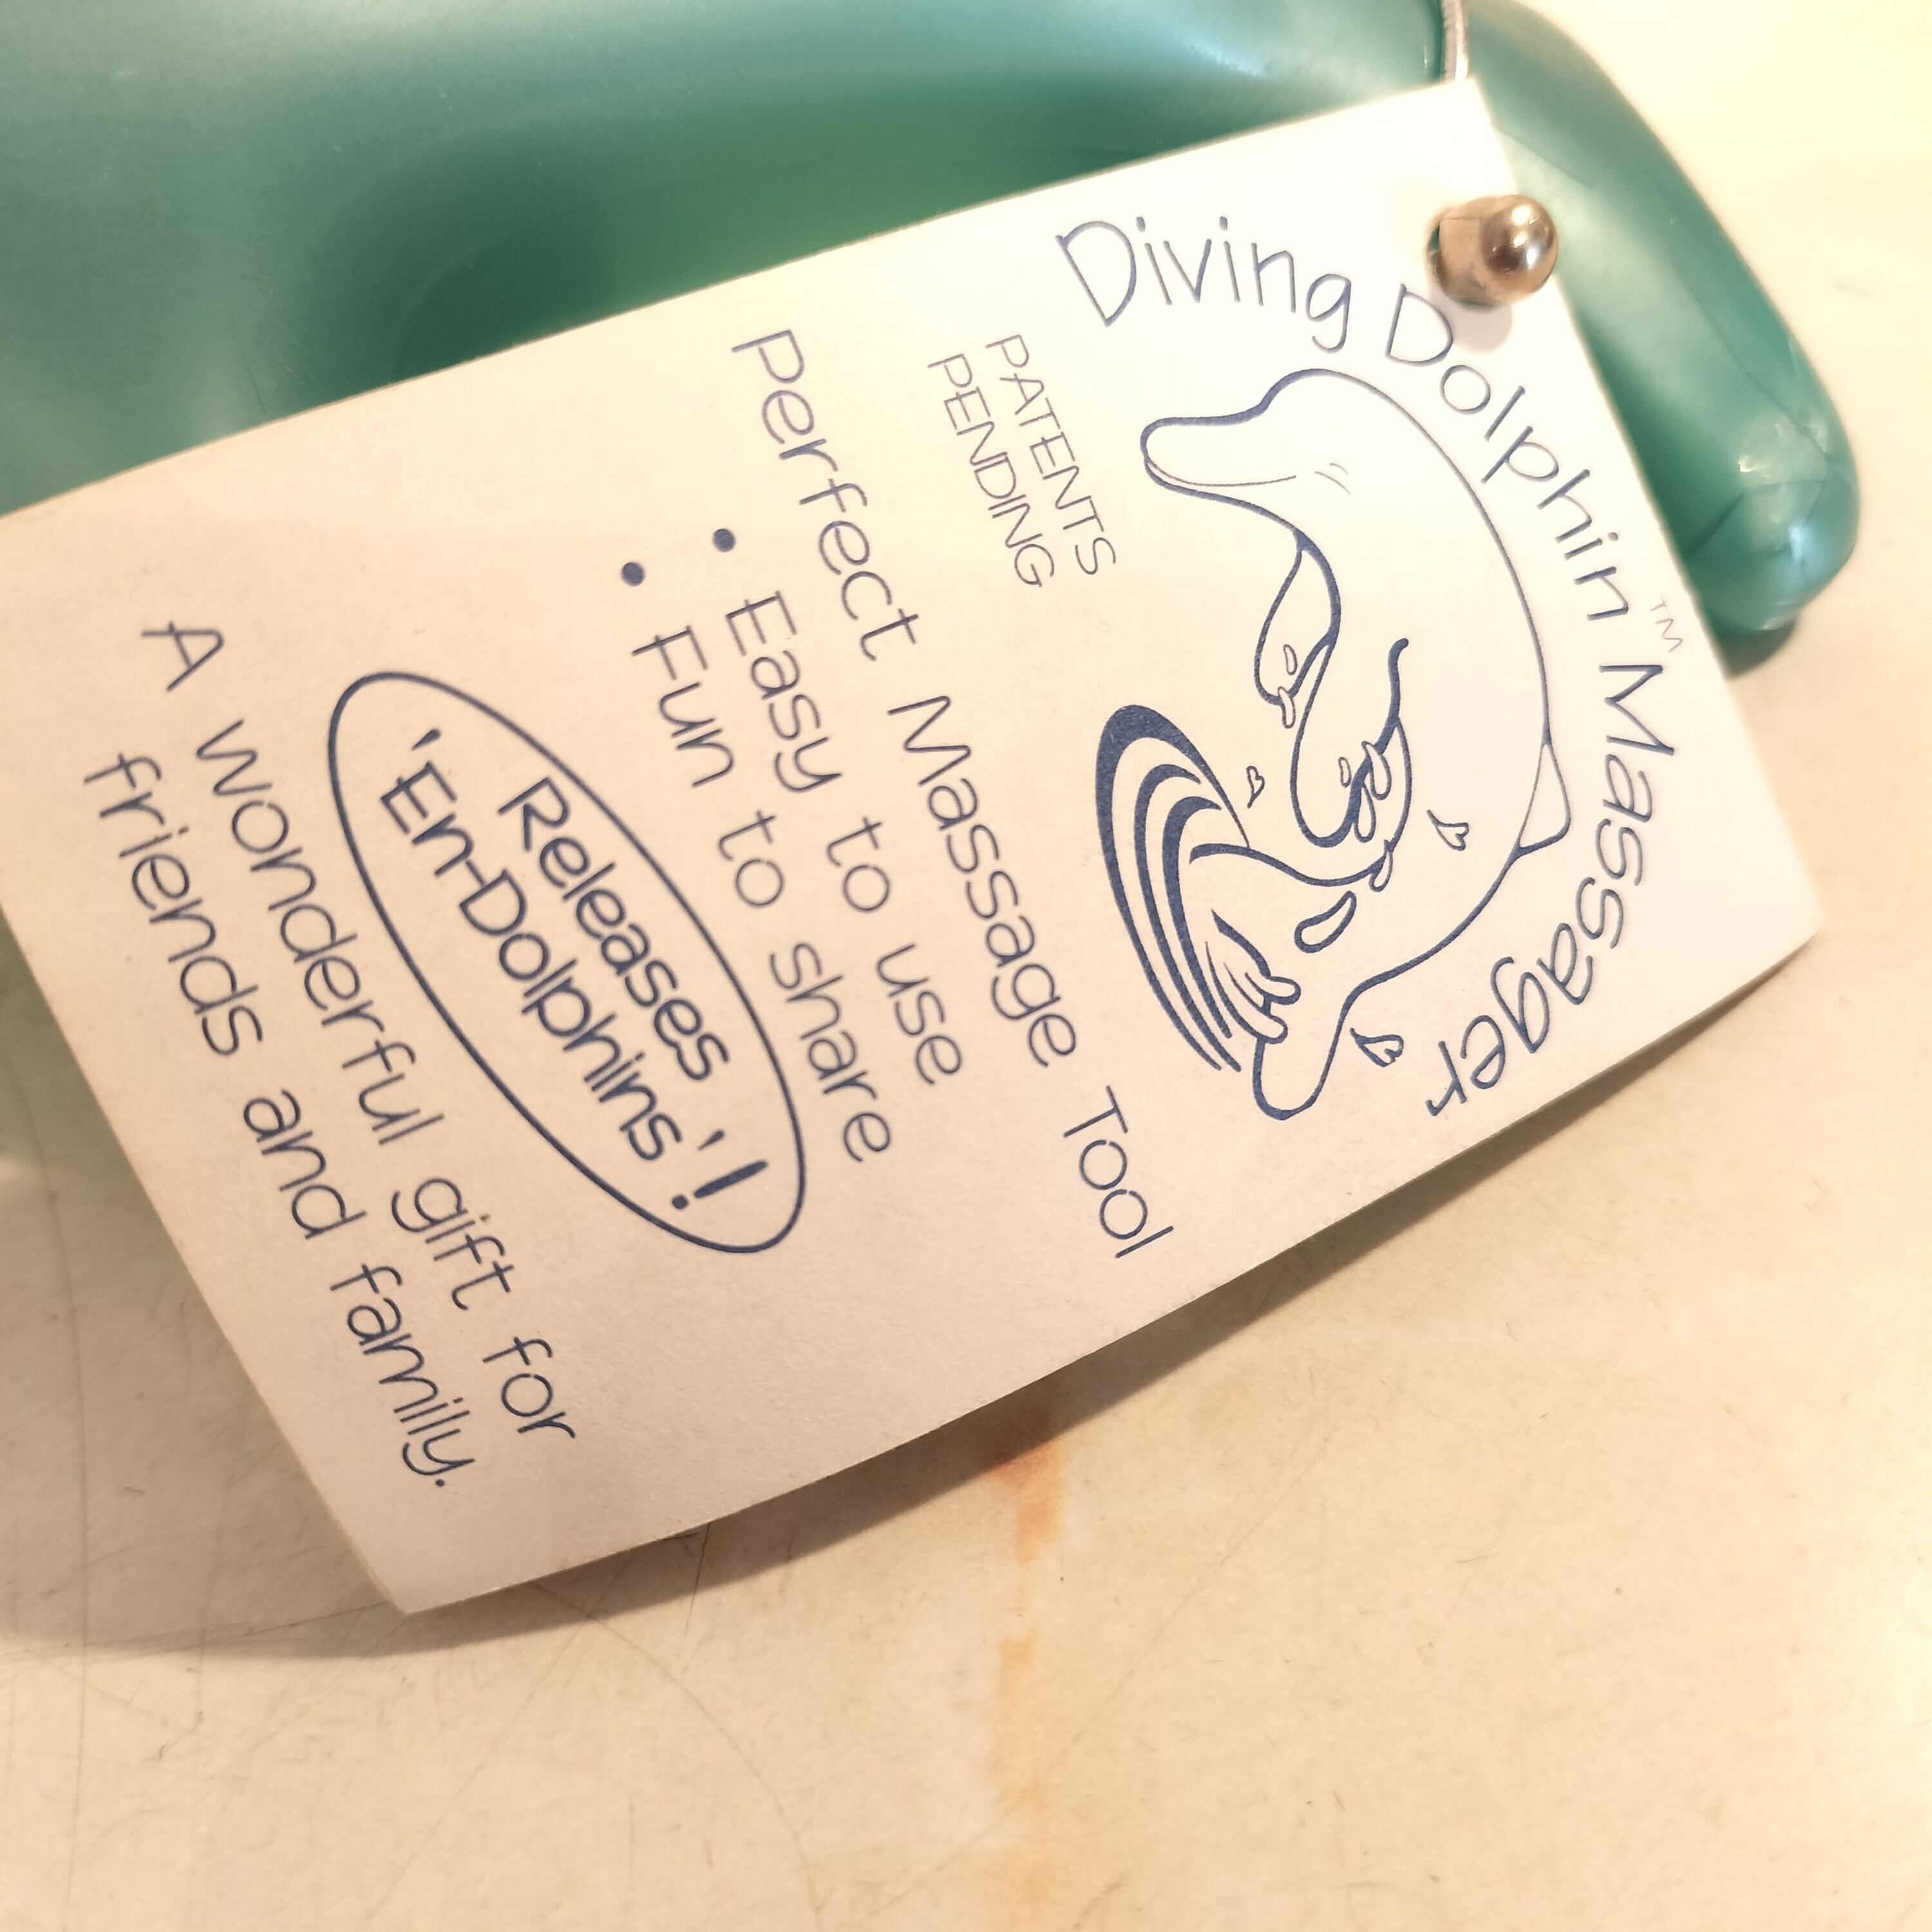 Diving Dolphin™ Massager
PATENTS
PENDING
Perfect Massage Tool
• Easy to use
• Fun to share
Releases
'En-Dolphins'!
A wonderful gift for
friends and family.